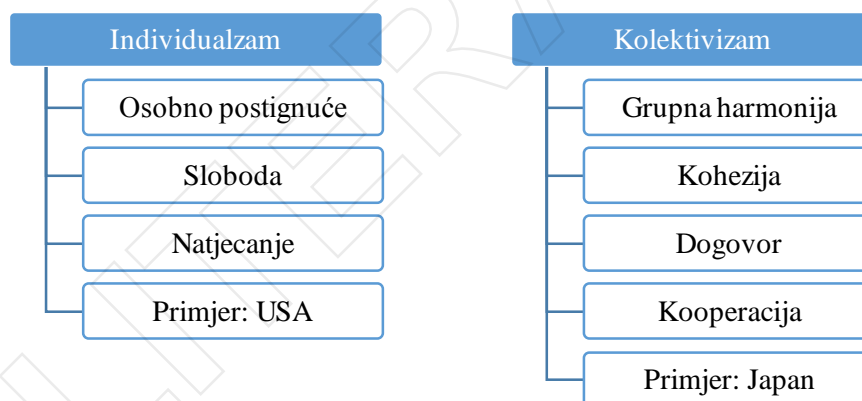 Individualzam
Osobno postignuće
Sloboda
Natjecanje
Primjer: USA
Kolektivizam
Grupna harmonija
Kohezija
Dogovor
Kooperacija
Primjer: Japan